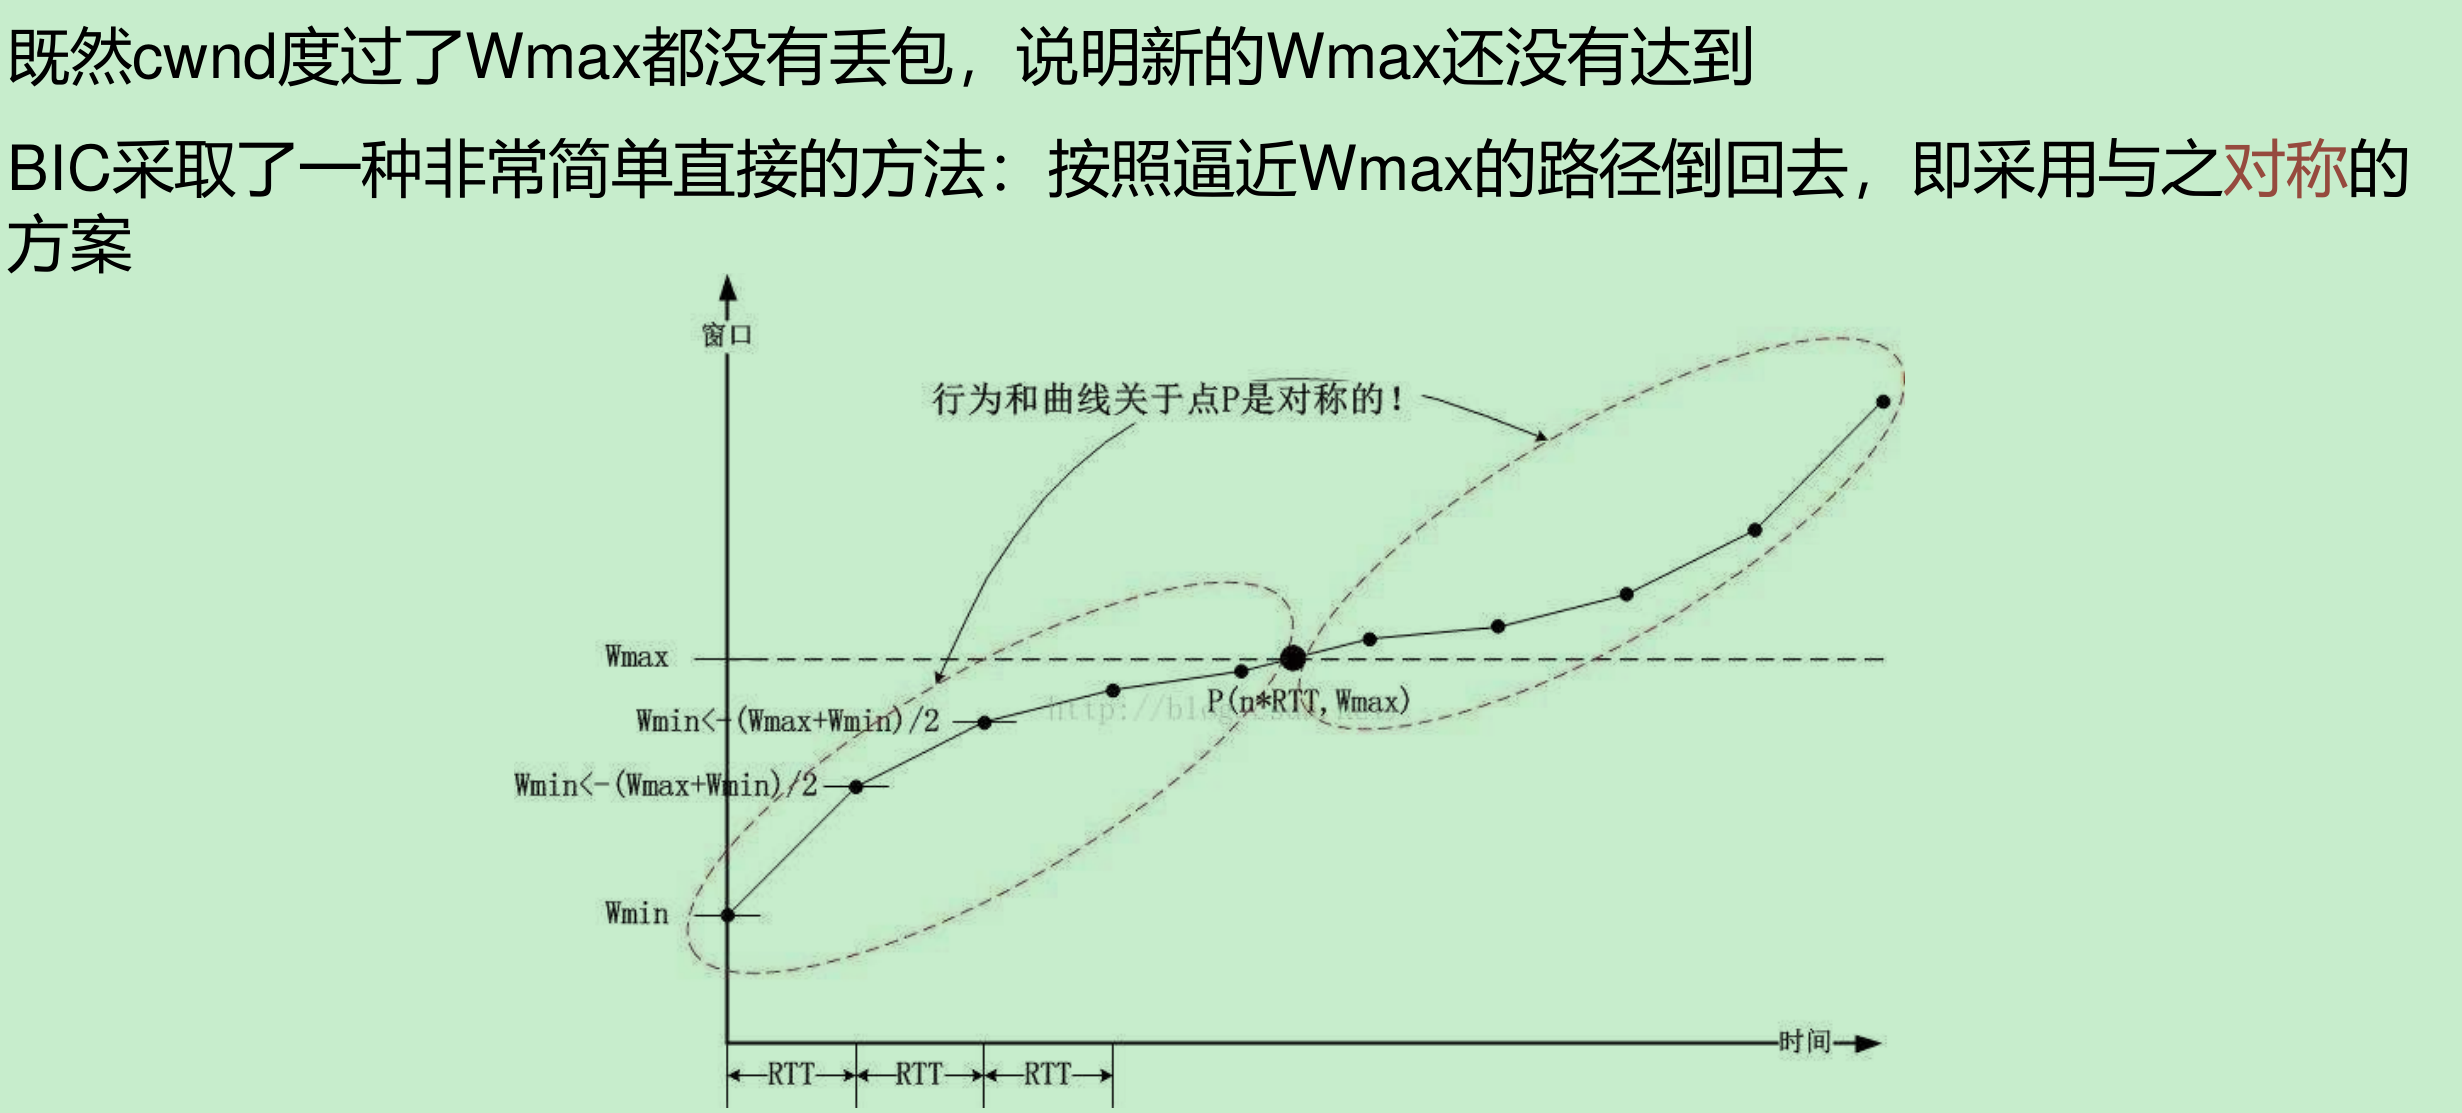 既然cwnd度过了Wmax都没有丢包，说明新的Wmax还没有达到
BIC采取了一种非常简单直接的方法：按照逼近Wmax的路径倒回去，即采用与之对称的
方案
窗口
行为和曲线关于点P是对称的！
Wmax
P(n*RTT,Wmax)
Wmin<-(Wmax+Wmin)/2
Wmin<-(Wmax+Wmin)/2
Wmin
时间
RTT RTT RTT